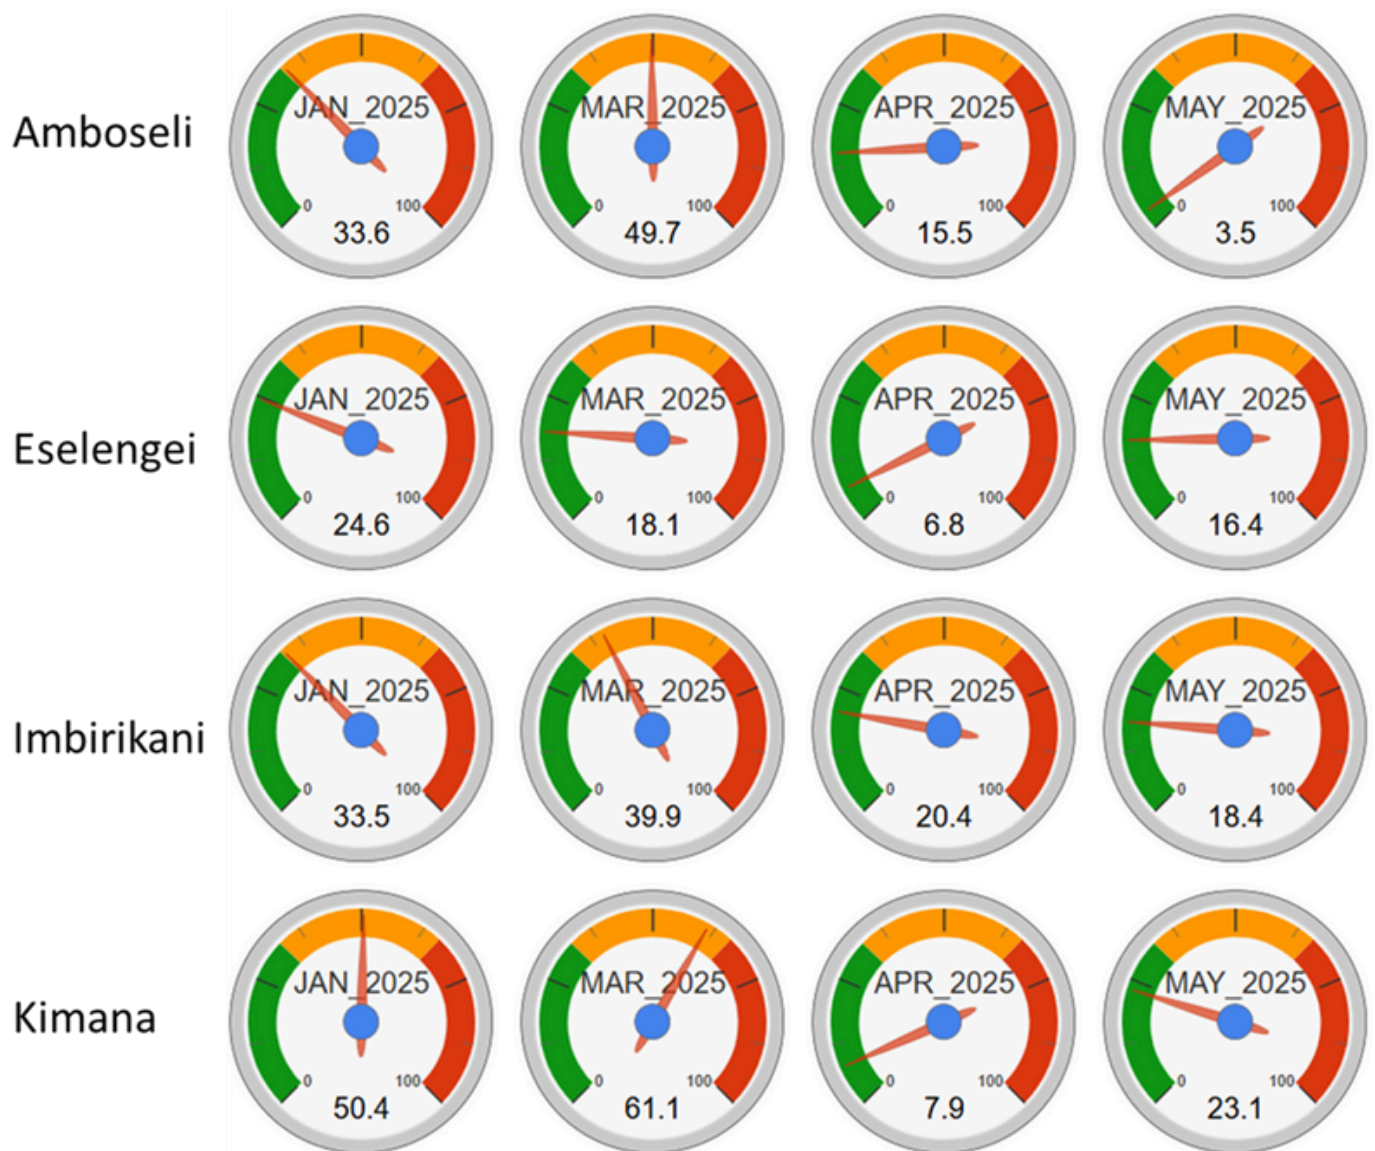 Amboseli
JAN_2025 MAR_2025 APR_2025 MAY_2025
0 100 0 100 0 100 0 100
33.6 49.7 15.5 3.5
Eselengei
JAN_2025 MAR_2025 APR_2025 MAY_2025
0 100 0 100 0 100 0 100
24.6 18.1 6.8 16.4
Imbirikani
JAN_2025 MAR_2025 APR_2025 MAY_2025
0 100 0 100 0 100 0 100
33.5 39.9 20.4 18.4
Kimana
JAN_2025 MAR_2025 APR_2025 MAY_2025
0 100 0 100 0 100 0 100
50.4 61.1 7.9 23.1